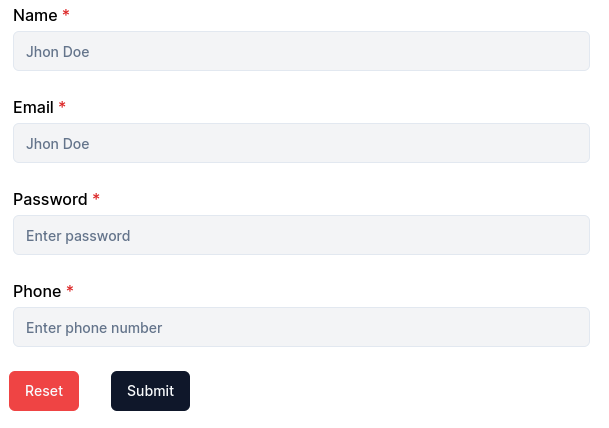 Name *
Jhon Doe
Email *
Jhon Doe
Password *
Enter password
Phone *
Enter phone number
Reset Submit